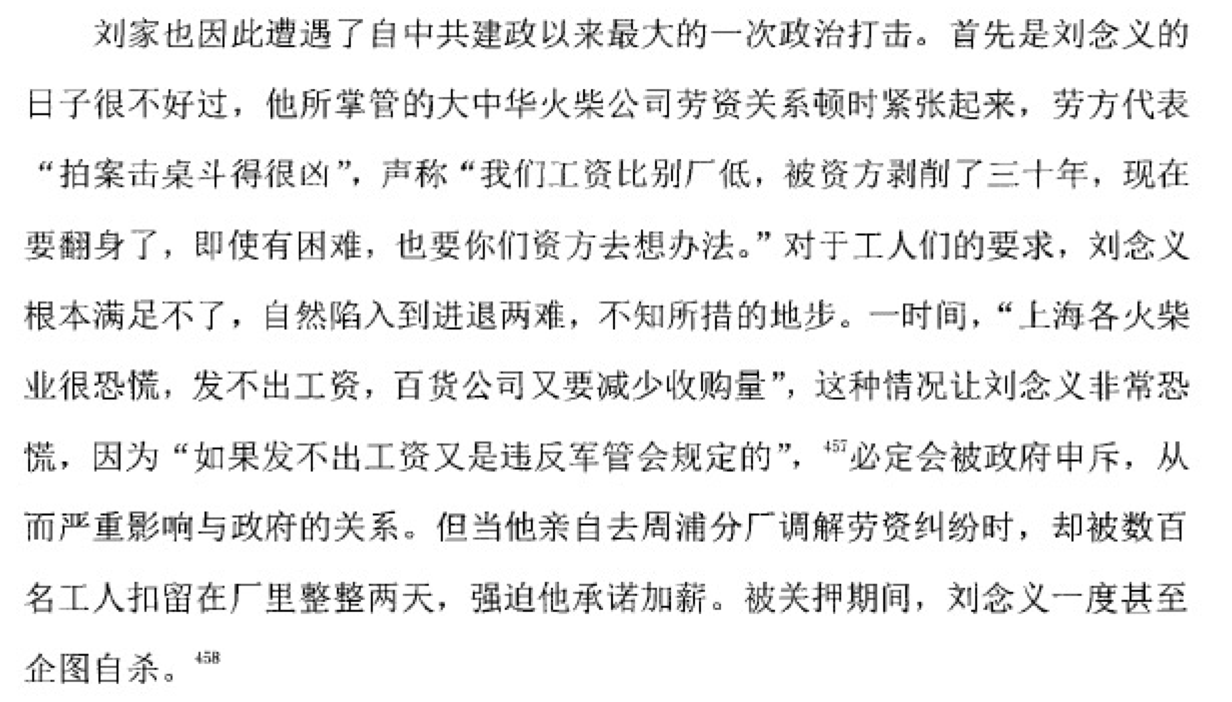 刘家也因此遭遇了自中共建政以来最大的一次政治打击。首先是刘念义的
日子很不好过，他所掌管的大中华火柴公司劳资关系顿时紧张起来，劳方代表
“拍案击桌斗得很凶”，声称“我们工资比别厂低，被资方剥削了三十年，现在
要翻身了，即使有困难，也要你们资方去想办法。”对于工人们的要求，刘念义
根本满足不了，自然陷入到进退两难，不知所措的地步。一时间，“上海各火柴
业很恐慌，发不出工资，百货公司又要减少收购量”，这种情况让刘念义非常恐
慌，因为“如果发不出工资又是违反军管会规定的”，457必定会被政府申斥，从
而严重影响与政府的关系。但当他亲自去周浦分厂调解劳资纠纷时，却被数百
名工人扣留在厂里整整两天，强迫他承诺加薪。被关押期间，刘念义一度甚至
企图自杀。458